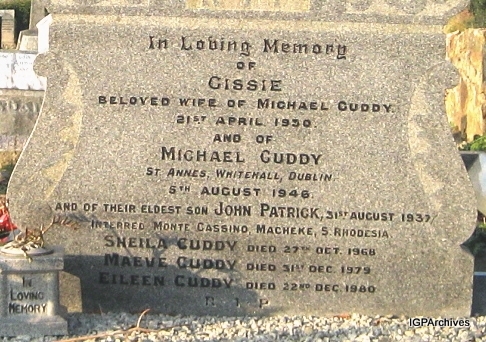 In Loving Memory
OF
CISSIE
BELOVED WIFE OF MICHAEL CUDDY.
21ST APRIL 1930.
AND OF
MICHAEL CUDDY
ST ANNES, WHITEHALL, DUBLIN.
5TH AUGUST 1946.
AND OF THEIR ELDEST SON JOHN PATRICK, 31ST AUGUST 1937.
INTERRED MONTE CASSINO, MACHEKE, S. RHODESIA.
SHEILA CUDDY DIED 27TH OCT. 1968
MAEVE CUDDY DIED 31ST DEC. 1979
EILEEN CUDDY DIED 22ND DEC. 1980
R. I. P
IN
LOVING
MEMORY
IGPArchives